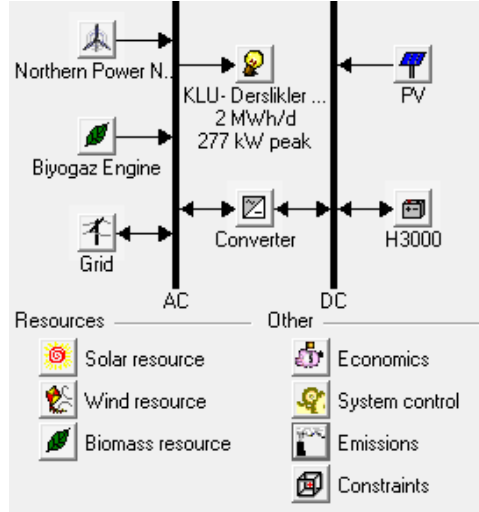 Northern Power N..
KLU- Derslikler ...
2 MWh/d
277 kW peak
PV
Biyogaz Engine
Grid
Converter
H3000
AC
DC
Resources
Other
Solar resource
Economics
Wind resource
System control
Biomass resource
Emissions
Constraints